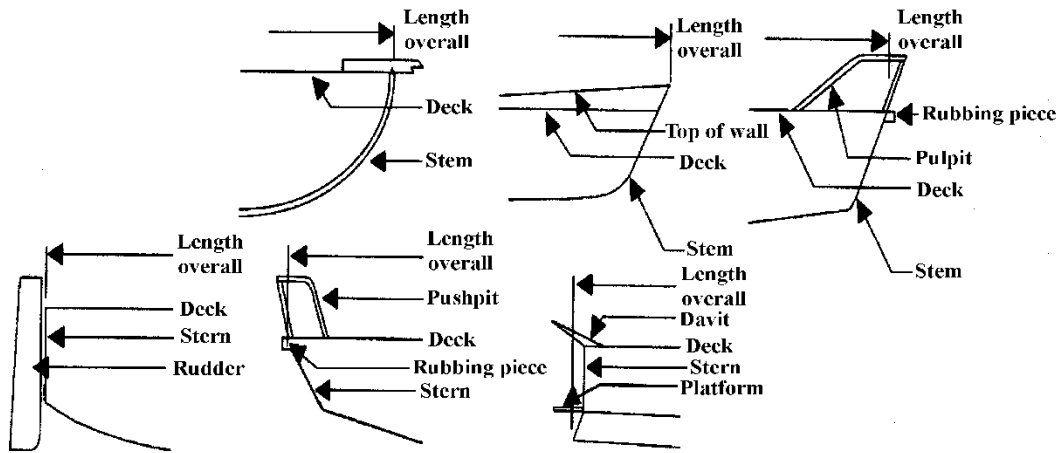 Length
overall
Deck
Stem
Length
overall
Top of wall
Deck
Stem
Length
overall
Rubbing piece
Pulpit
Deck
Stem
Length
overall
Deck
Stern
Rudder
Length
overall
Pushpit
Deck
Rubbing piece
Stern
Length
overall
Davit
Deck
Stern
Platform